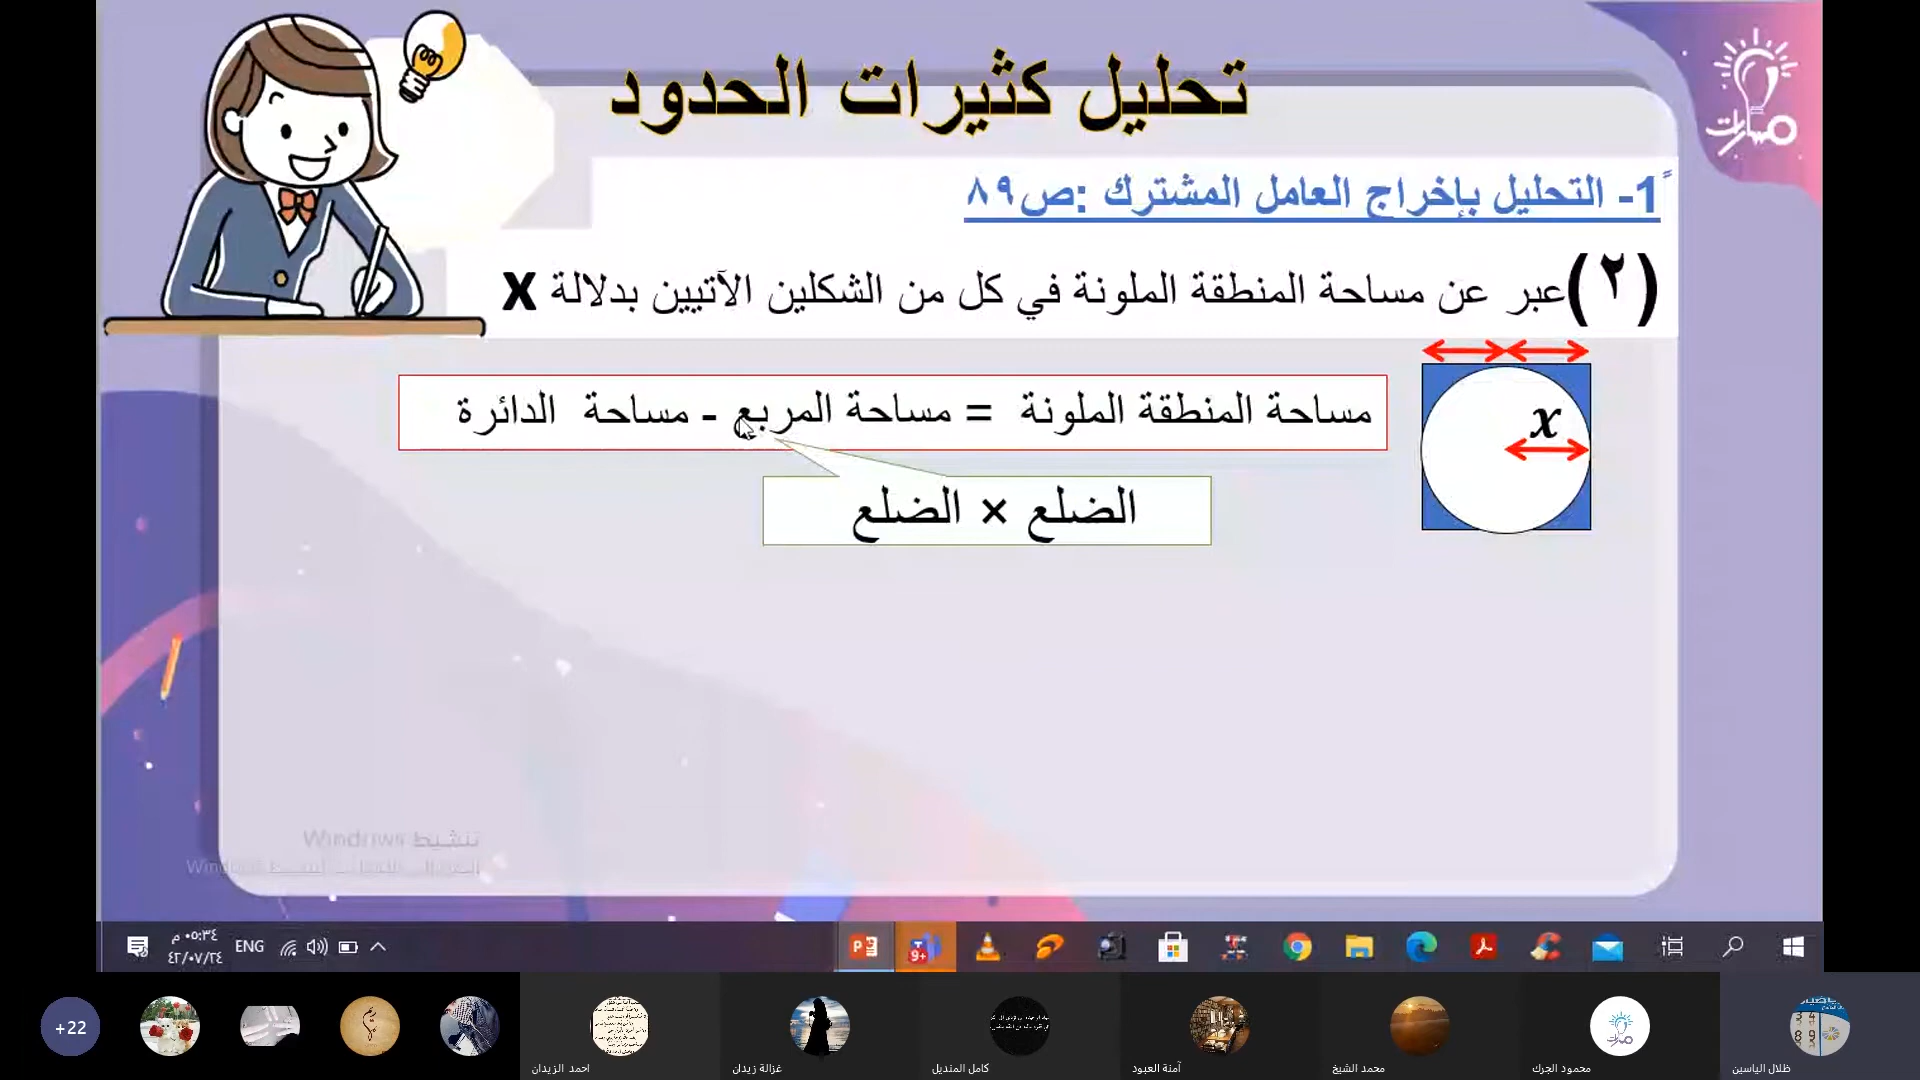 تحليل كثيرات الحدود
مسارات
1ً- التحليل بإخراج العامل المشترك :ص٨٩
(٢)عبر عن مساحة المنطقة الملونة في كل من الشكلين الآتيين بدلالة X
مساحة المنطقة الملونة = مساحة المربع - مساحة الدائرة
x
الضلع × الضلع
تنشيط Windows
ENG
٠٥:٣٤ م
٤٢/٠٧/٢٤
9+
+22
احمد الزيدان
غزالة زيدان
كامل المنديل
آمنة العبود
محمد الشيخ
محمود الجرك
ظلال الياسين